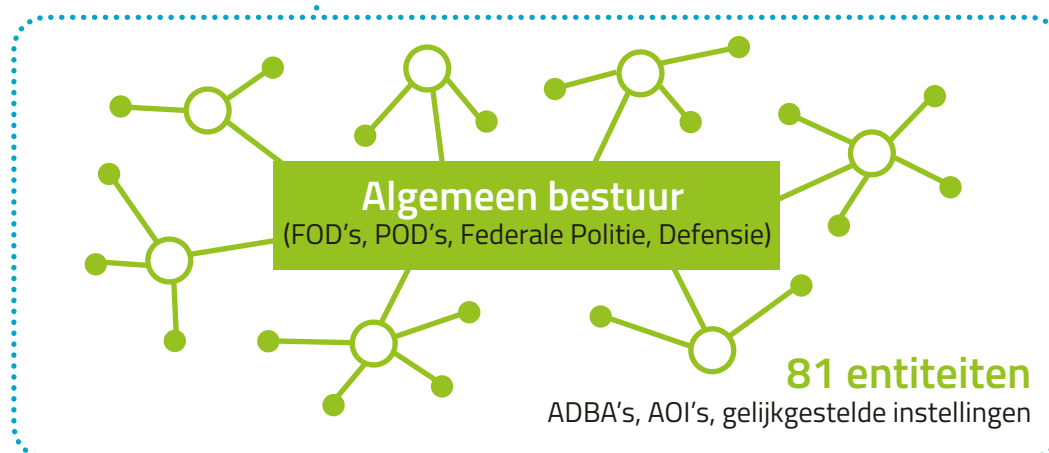 Algemeen bestuur
(FOD's, POD's, Federale Politie, Defensie)
81 entiteiten
ADBA's, AOI's, gelijkgestelde instellingen